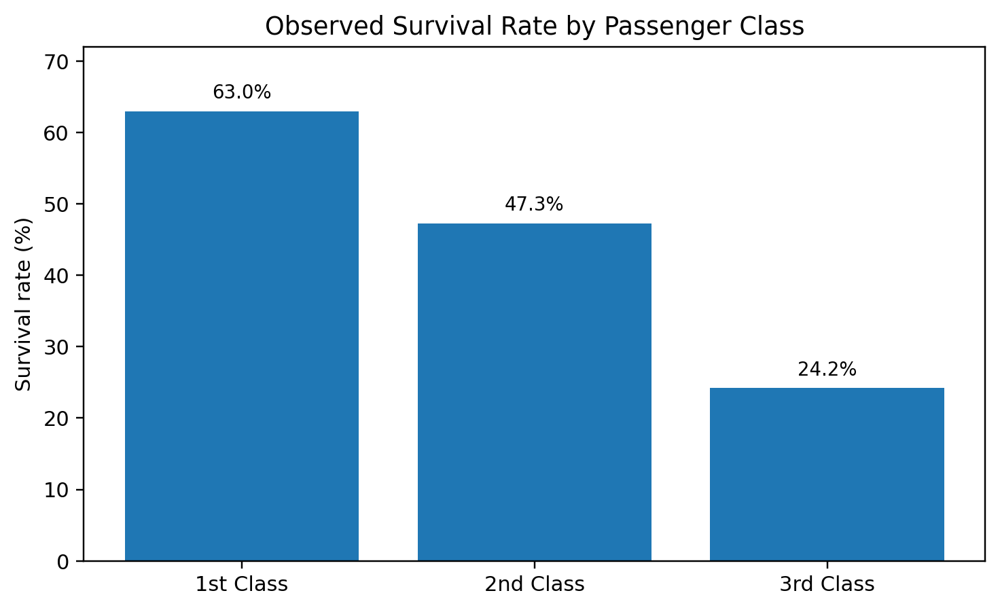 Observed Survival Rate by Passenger Class
Survival rate (%)
70
60
50
40
30
20
10
0
63.0%
47.3%
24.2%
1st Class
2nd Class
3rd Class